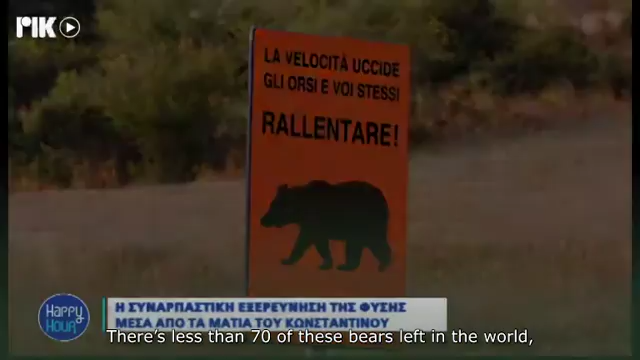 ΡΙΚ
LA VELOCITÀ UCCIDE
GLI ORSI E VOI STESSI
RALLENTARE!
Happy
Hour
Η ΣΥΝΑΡΠΑΣΤΙΚΗ ΕΞΕΡΕΥΝΗΣΗ ΤΗΣ ΦΥΣΗΣ
ΜΕΣΑ ΑΠΟ ΤΑ ΜΑΤΙΑ ΤΟΥ ΚΩΝΣΤΑΝΤΙΝΟΥ
There's less than 70 of these bears left in the world,